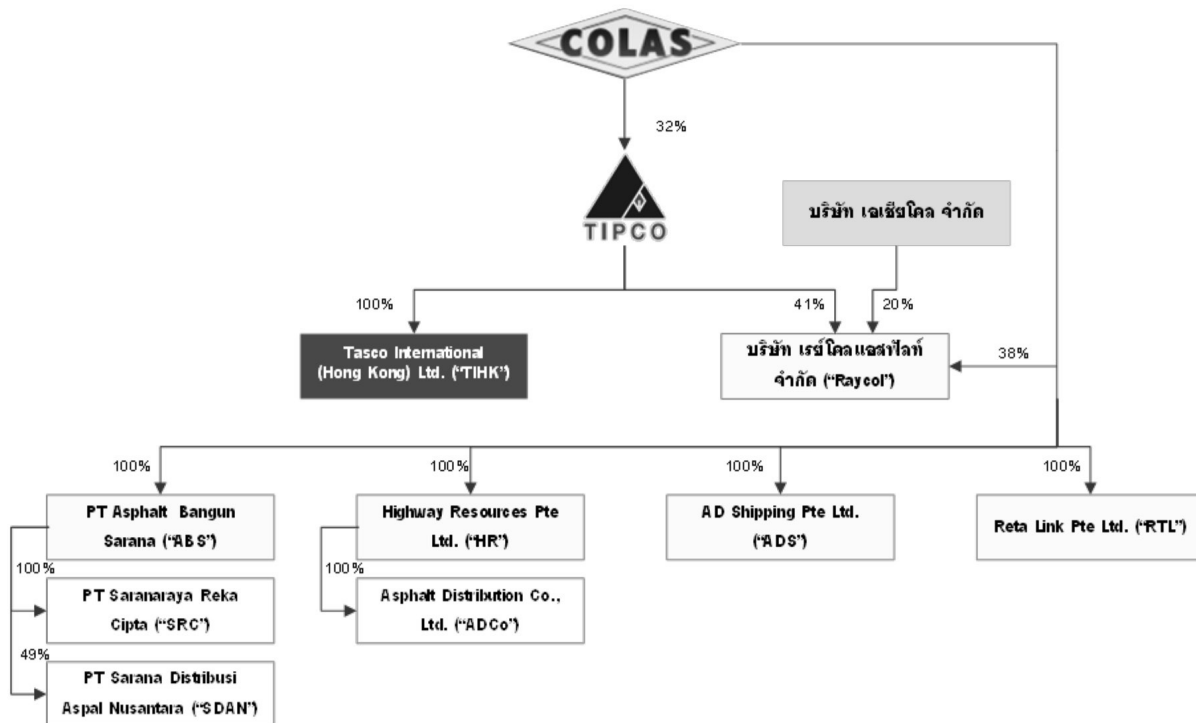 COLAS
32%
TIPCO
บริษัท เอเชียโคล จำกัด
100%
41%
20%
Tasco International
(Hong Kong) Ltd. (“TIHK”)
บริษัท เรย์โคลแอสฟัลท์
จำกัด (“Raycol”)
38%
100%
100%
100%
100%
PT Asphalt Bangun
Sarana (“ABS”)
Highway Resources Pte
Ltd. (“HR”)
AD Shipping Pte Ltd.
(“ADS”)
Reta Link Pte Ltd. (“RTL”)
100%
100%
PT Saranaraya Reka
Cipta (“SRC”)
Asphalt Distribution Co.,
Ltd. (“ADCo”)
49%
PT Sarana Distribusi
Aspal Nusantara (“SDAN”)